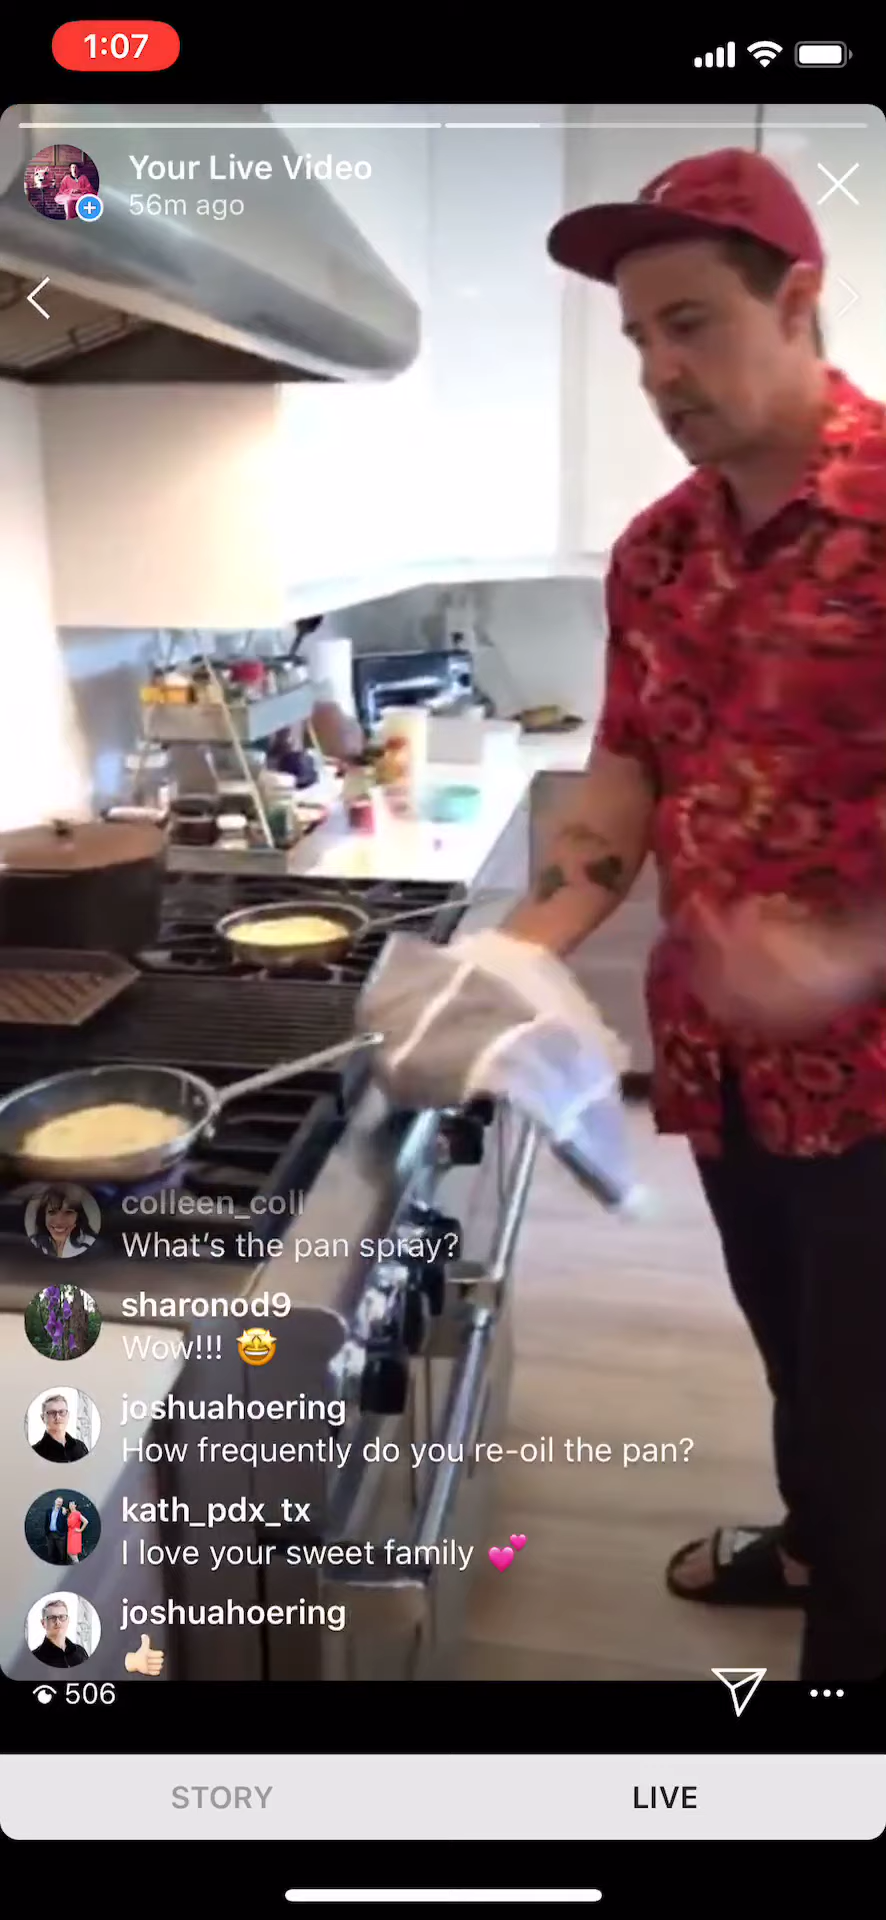 1:07
Your Live Video
56m ago
colleen_coll
What's the pan spray?
sharonod9
Wow!!! 🤩
joshuahoering
How frequently do you re-oil the pan?
kath_pdx_tx
I love your sweet family 💕
joshuahoering
👍🏻
506
STORY
LIVE